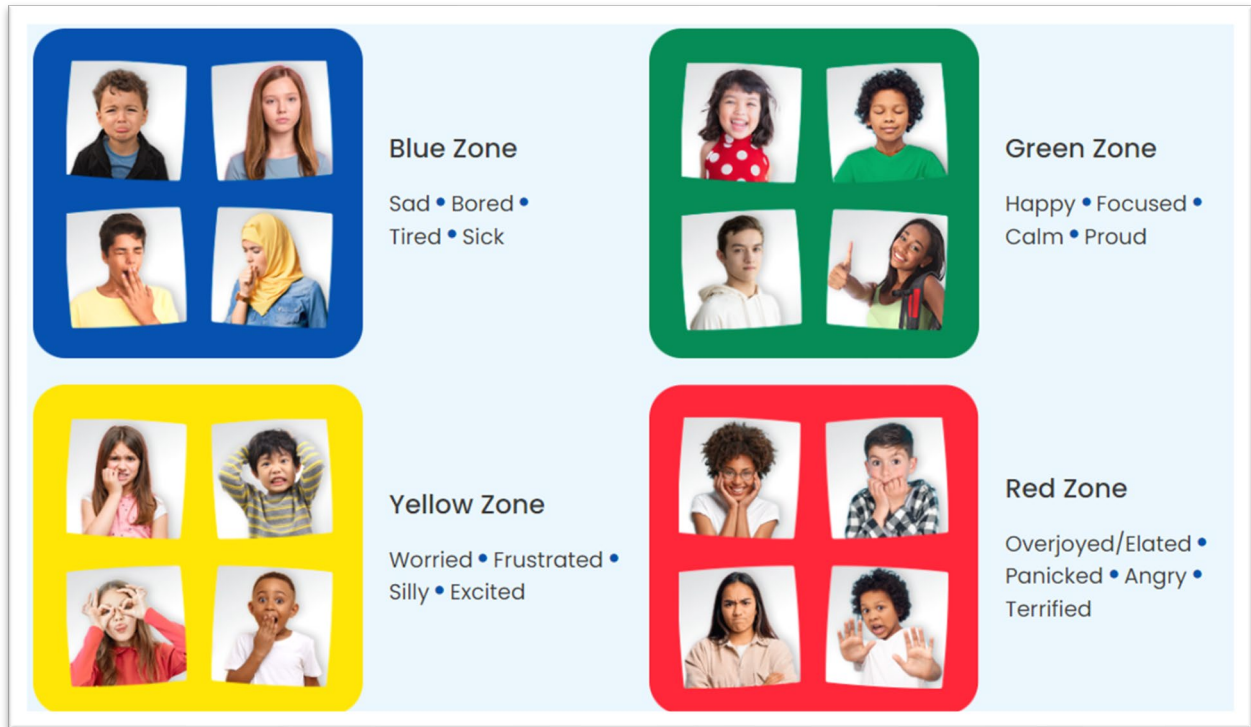 Blue Zone
Sad • Bored •
Tired • Sick
Green Zone
Happy • Focused •
Calm • Proud
Yellow Zone
Worried • Frustrated •
Silly • Excited
Red Zone
Overjoyed/Elated •
Panicked • Angry •
Terrified